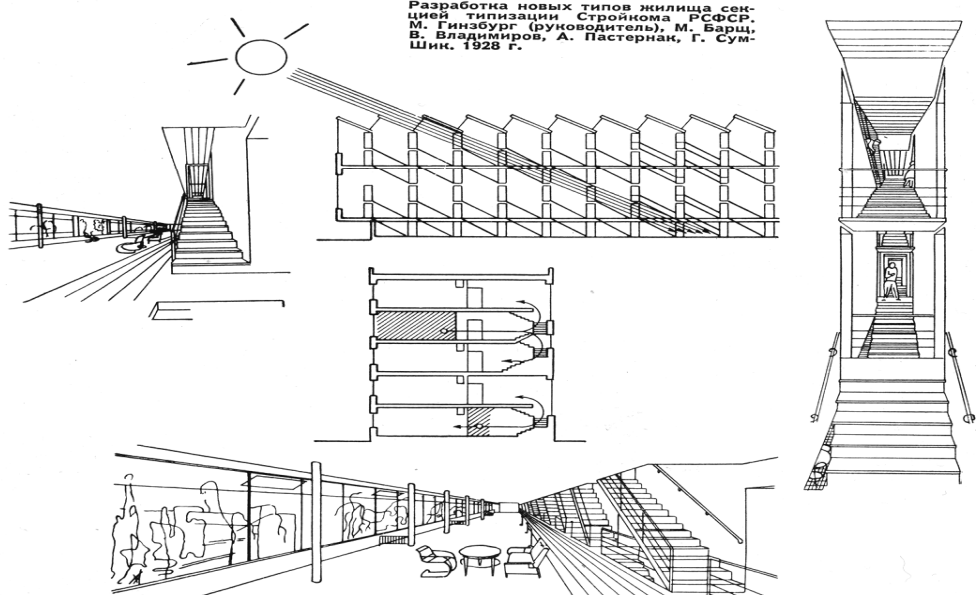 Разработка новых типов жилища сек-
цией типизации Стройкома РСФСР.
М. Гинзбург (руководитель), М. Барщ,
В. Владимиров, А. Пастернак, Г. Сум-
Шик. 1928 г.